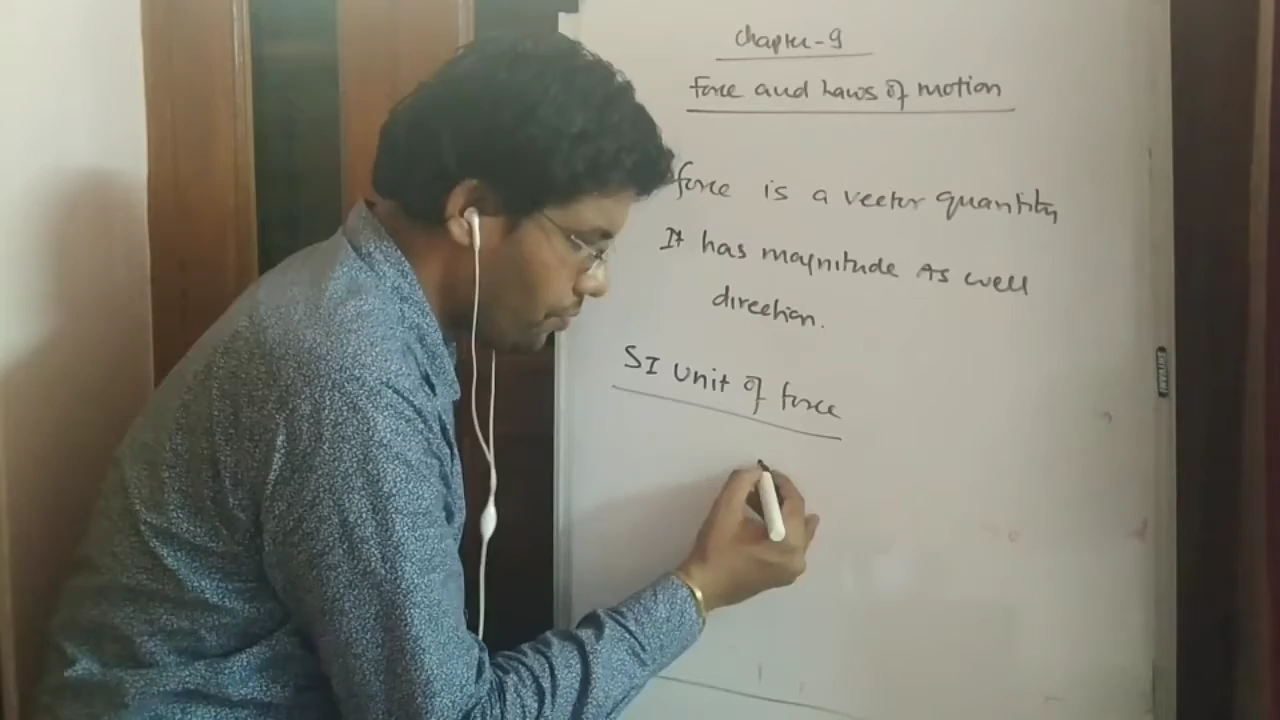 Chapter-9
Force and Laws of motion
force is a vector quantity
It has magnitude As well
direction.
SI Unit of force